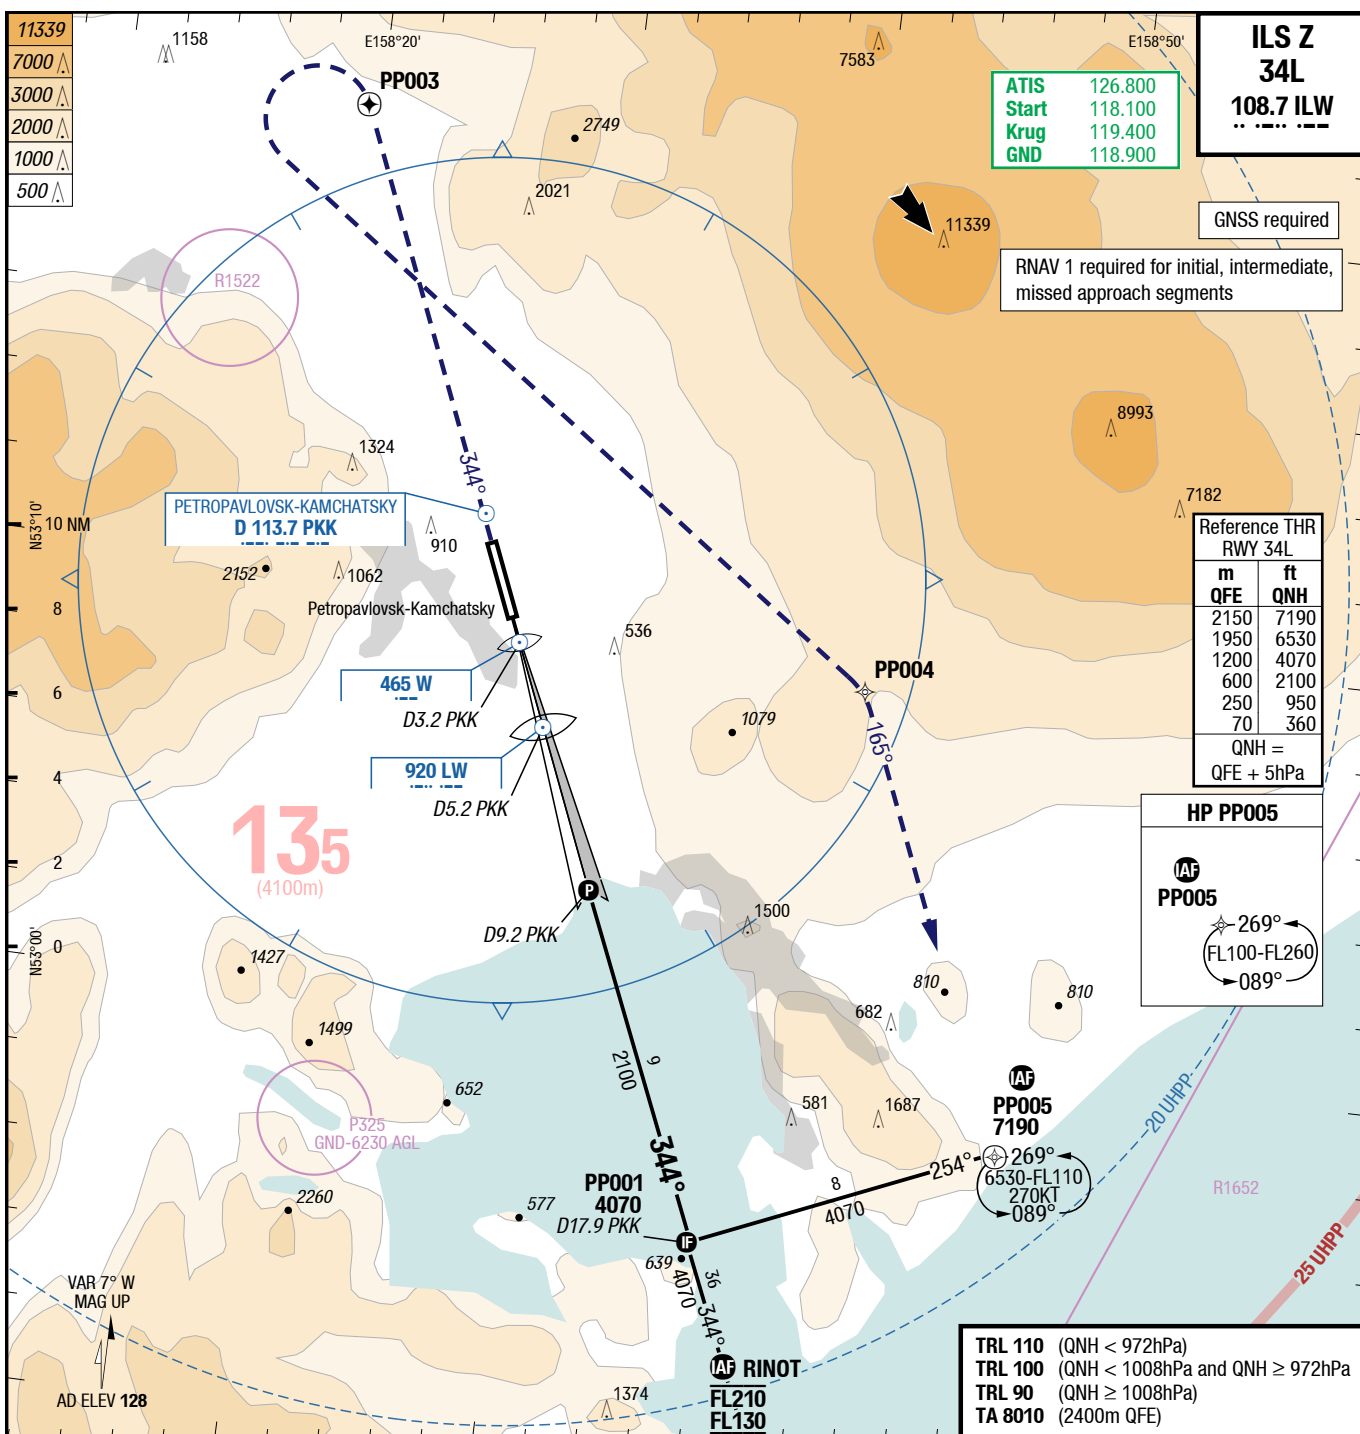 11339
7000
3000
2000
1000
500
1158
E158°20'
PP003
7583
E158°50'
ILS Z
34L
108.7 ILW
ATIS 126.800
Start 118.100
Krug 119.400
GND 118.900
2749
2021
11339
GNSS required
RNAV 1 required for initial, intermediate,
missed approach segments
R1522
8993
1324
344°
7182
PETROPAVLOVSK-KAMCHATSKY
D 113.7 PKK
N53°10'
10 NM
910
2152
1062
8
Petropavlovsk-Kamchatsky
536
Reference THR
RWY 34L
m ft
QFE QNH
2150 7190
1950 6530
1200 4070
600 2100
250 950
70 360
QNH =
QFE + 5hPa
465 W
D3.2 PKK
6
PP004
1079
165°
920 LW
D5.2 PKK
4
135
(4100m)
2
P
D9.2 PKK
1500
HP PP005
IAF
PP005
269°
FL100-FL260
089°
N53°00'
0
1427
810
810
682
1499
9
2100
652
P325
GND-6230 AGL
581
1687
IAF
PP005
7190
269°
6530-FL110
270KT
089°
20 UHPP
344°
254°
8
4070
PP001
4070
D17.9 PKK
IF
577
639
2260
R1652
25 UHPP
36
4070
344°
VAR 7° W
MAG UP
AD ELEV 128
IAF RINOT
FL210
FL130
1374
TRL 110 (QNH < 972hPa)
TRL 100 (QNH < 1008hPa and QNH ≥ 972hPa
TRL 90 (QNH ≥ 1008hPa)
TA 8010 (2400m QFE)